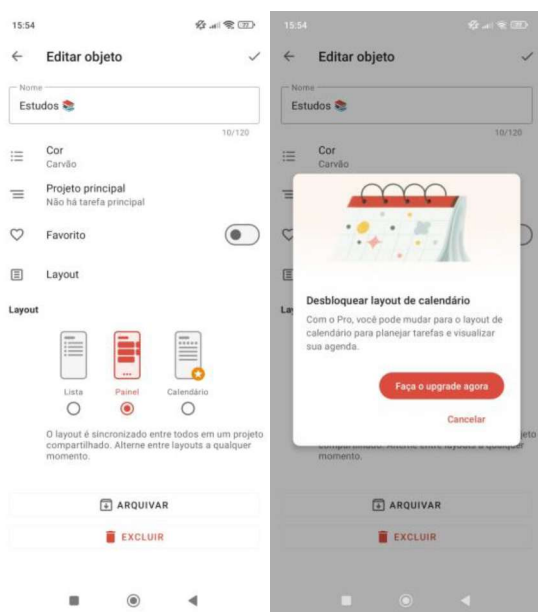 15:54
Editar objeto
Nome
Estudos
10/120
Cor
Carvão
Projeto principal
Não há tarefa principal
Favorito
Layout
Layout
Lista
Painel
Calendário
O layout é sincronizado entre todos em um projeto
compartilhado. Alterne entre layouts a qualquer
momento.
ARQUIVAR
EXCLUIR
15:54
Editar objeto
Nome
Estudos
10/120
Cor
Carvão
Desbloquear layout de calendário
Com o Pro, você pode mudar para o layout de
calendário para planejar tarefas e visualizar
sua agenda.
Faça o upgrade agora
Cancelar
momento.
ARQUIVAR
EXCLUIR